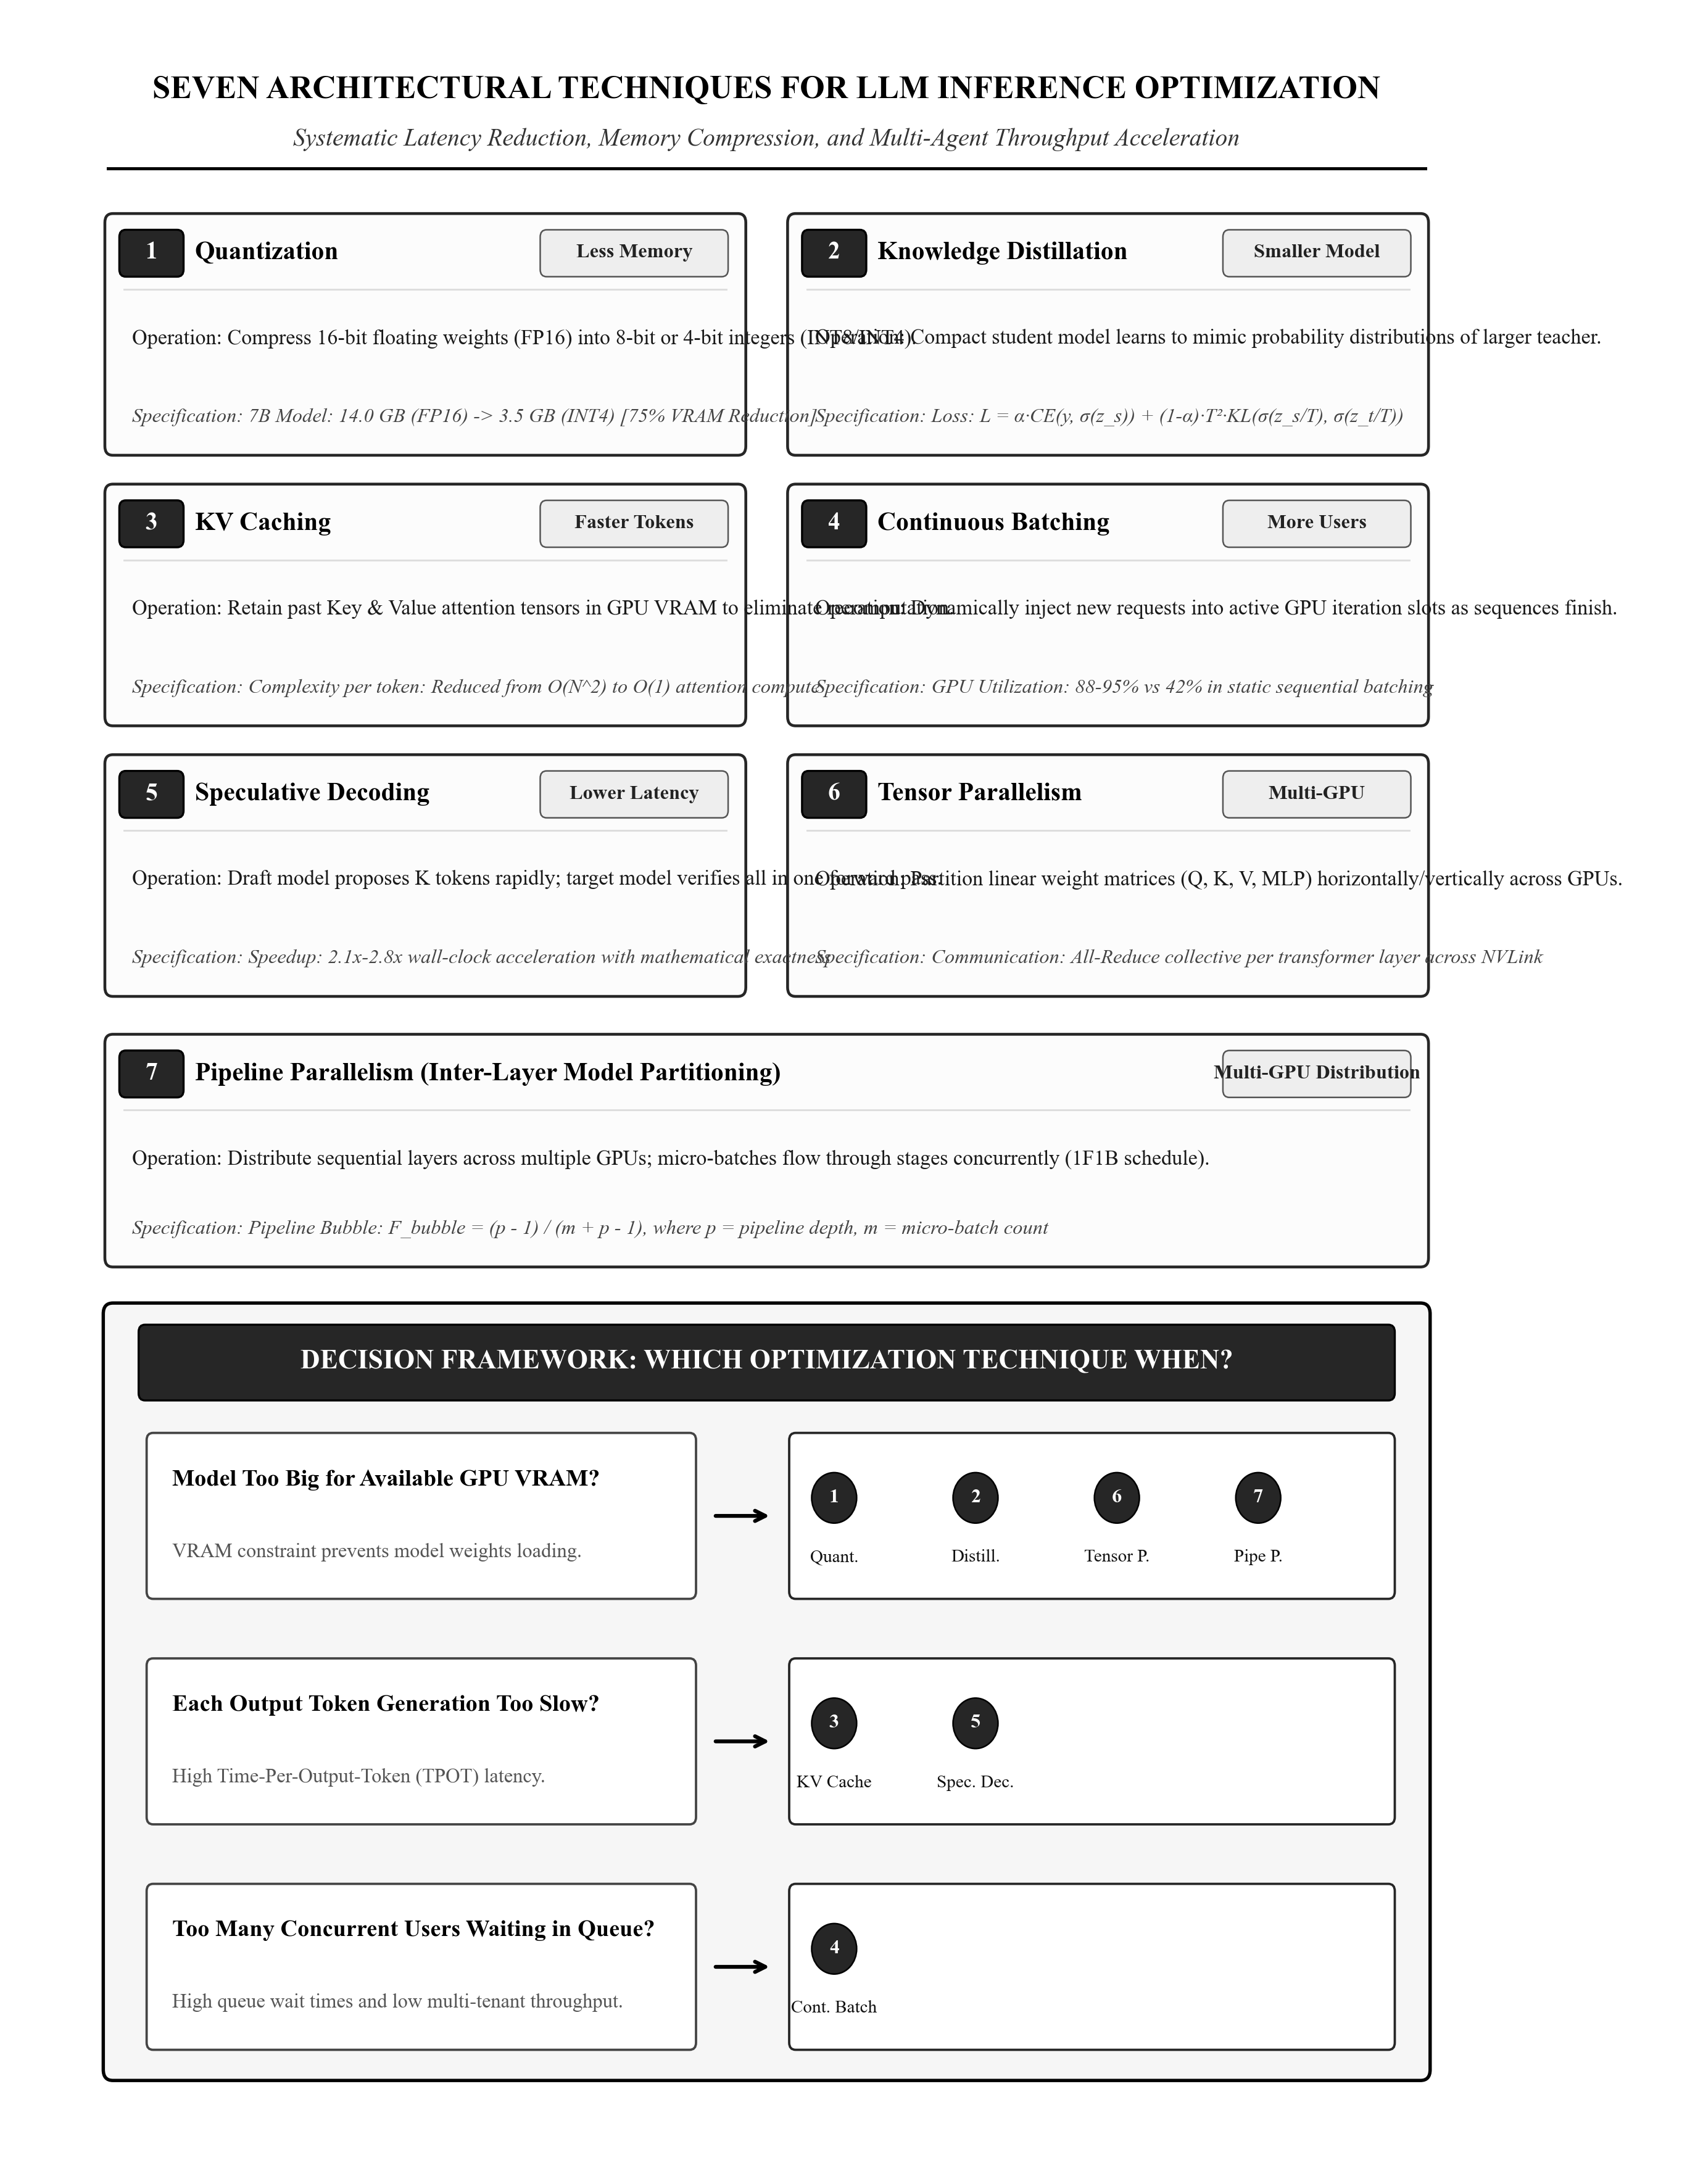 SEVEN ARCHITECTURAL TECHNIQUES FOR LLM INFERENCE OPTIMIZATION
Systematic Latency Reduction, Memory Compression, and Multi-Agent Throughput Acceleration
1 Quantization Less Memory
Operation: Compress 16-bit floating weights (FP16) into 8-bit or 4-bit integers (INT8/INT4).
Specification: 7B Model: 14.0 GB (FP16) -> 3.5 GB (INT4) [75% VRAM Reduction]
2 Knowledge Distillation Smaller Model
Operation: Compact student model learns to mimic probability distributions of larger teacher.
Specification: Loss: L = α·CE(y, σ(z_s)) + (1-α)·T²·KL(σ(z_s/T), σ(z_t/T))
3 KV Caching Faster Tokens
Operation: Retain past Key & Value attention tensors in GPU VRAM to eliminate recomputation.
Specification: Complexity per token: Reduced from O(N^2) to O(1) attention compute
4 Continuous Batching More Users
Operation: Dynamically inject new requests into active GPU iteration slots as sequences finish.
Specification: GPU Utilization: 88-95% vs 42% in static sequential batching
5 Speculative Decoding Lower Latency
Operation: Draft model proposes K tokens rapidly; target model verifies all in one forward pass.
Specification: Speedup: 2.1x-2.8x wall-clock acceleration with mathematical exactness
6 Tensor Parallelism Multi-GPU
Operation: Partition linear weight matrices (Q, K, V, MLP) horizontally/vertically across GPUs.
Specification: Communication: All-Reduce collective per transformer layer across NVLink
7 Pipeline Parallelism (Inter-Layer Model Partitioning) Multi-GPU Distribution
Operation: Distribute sequential layers across multiple GPUs; micro-batches flow through stages concurrently (1F1B schedule).
Specification: Pipeline Bubble: F_bubble = (p - 1) / (m + p - 1), where p = pipeline depth, m = micro-batch count
DECISION FRAMEWORK: WHICH OPTIMIZATION TECHNIQUE WHEN?
Model Too Big for Available GPU VRAM?
VRAM constraint prevents model weights loading.
1 2 6 7
Quant. Distill. Tensor P. Pipe P.
Each Output Token Generation Too Slow?
High Time-Per-Output-Token (TPOT) latency.
3 5
KV Cache Spec. Dec.
Too Many Concurrent Users Waiting in Queue?
High queue wait times and low multi-tenant throughput.
4
Cont. Batch